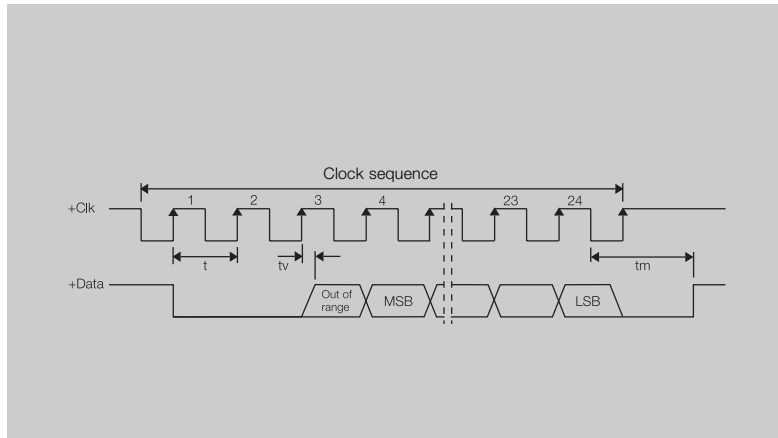 Clock sequence
+Clk
1
2
3
4
23
24
t
tv
tm
+Data
Out of
range
MSB
LSB